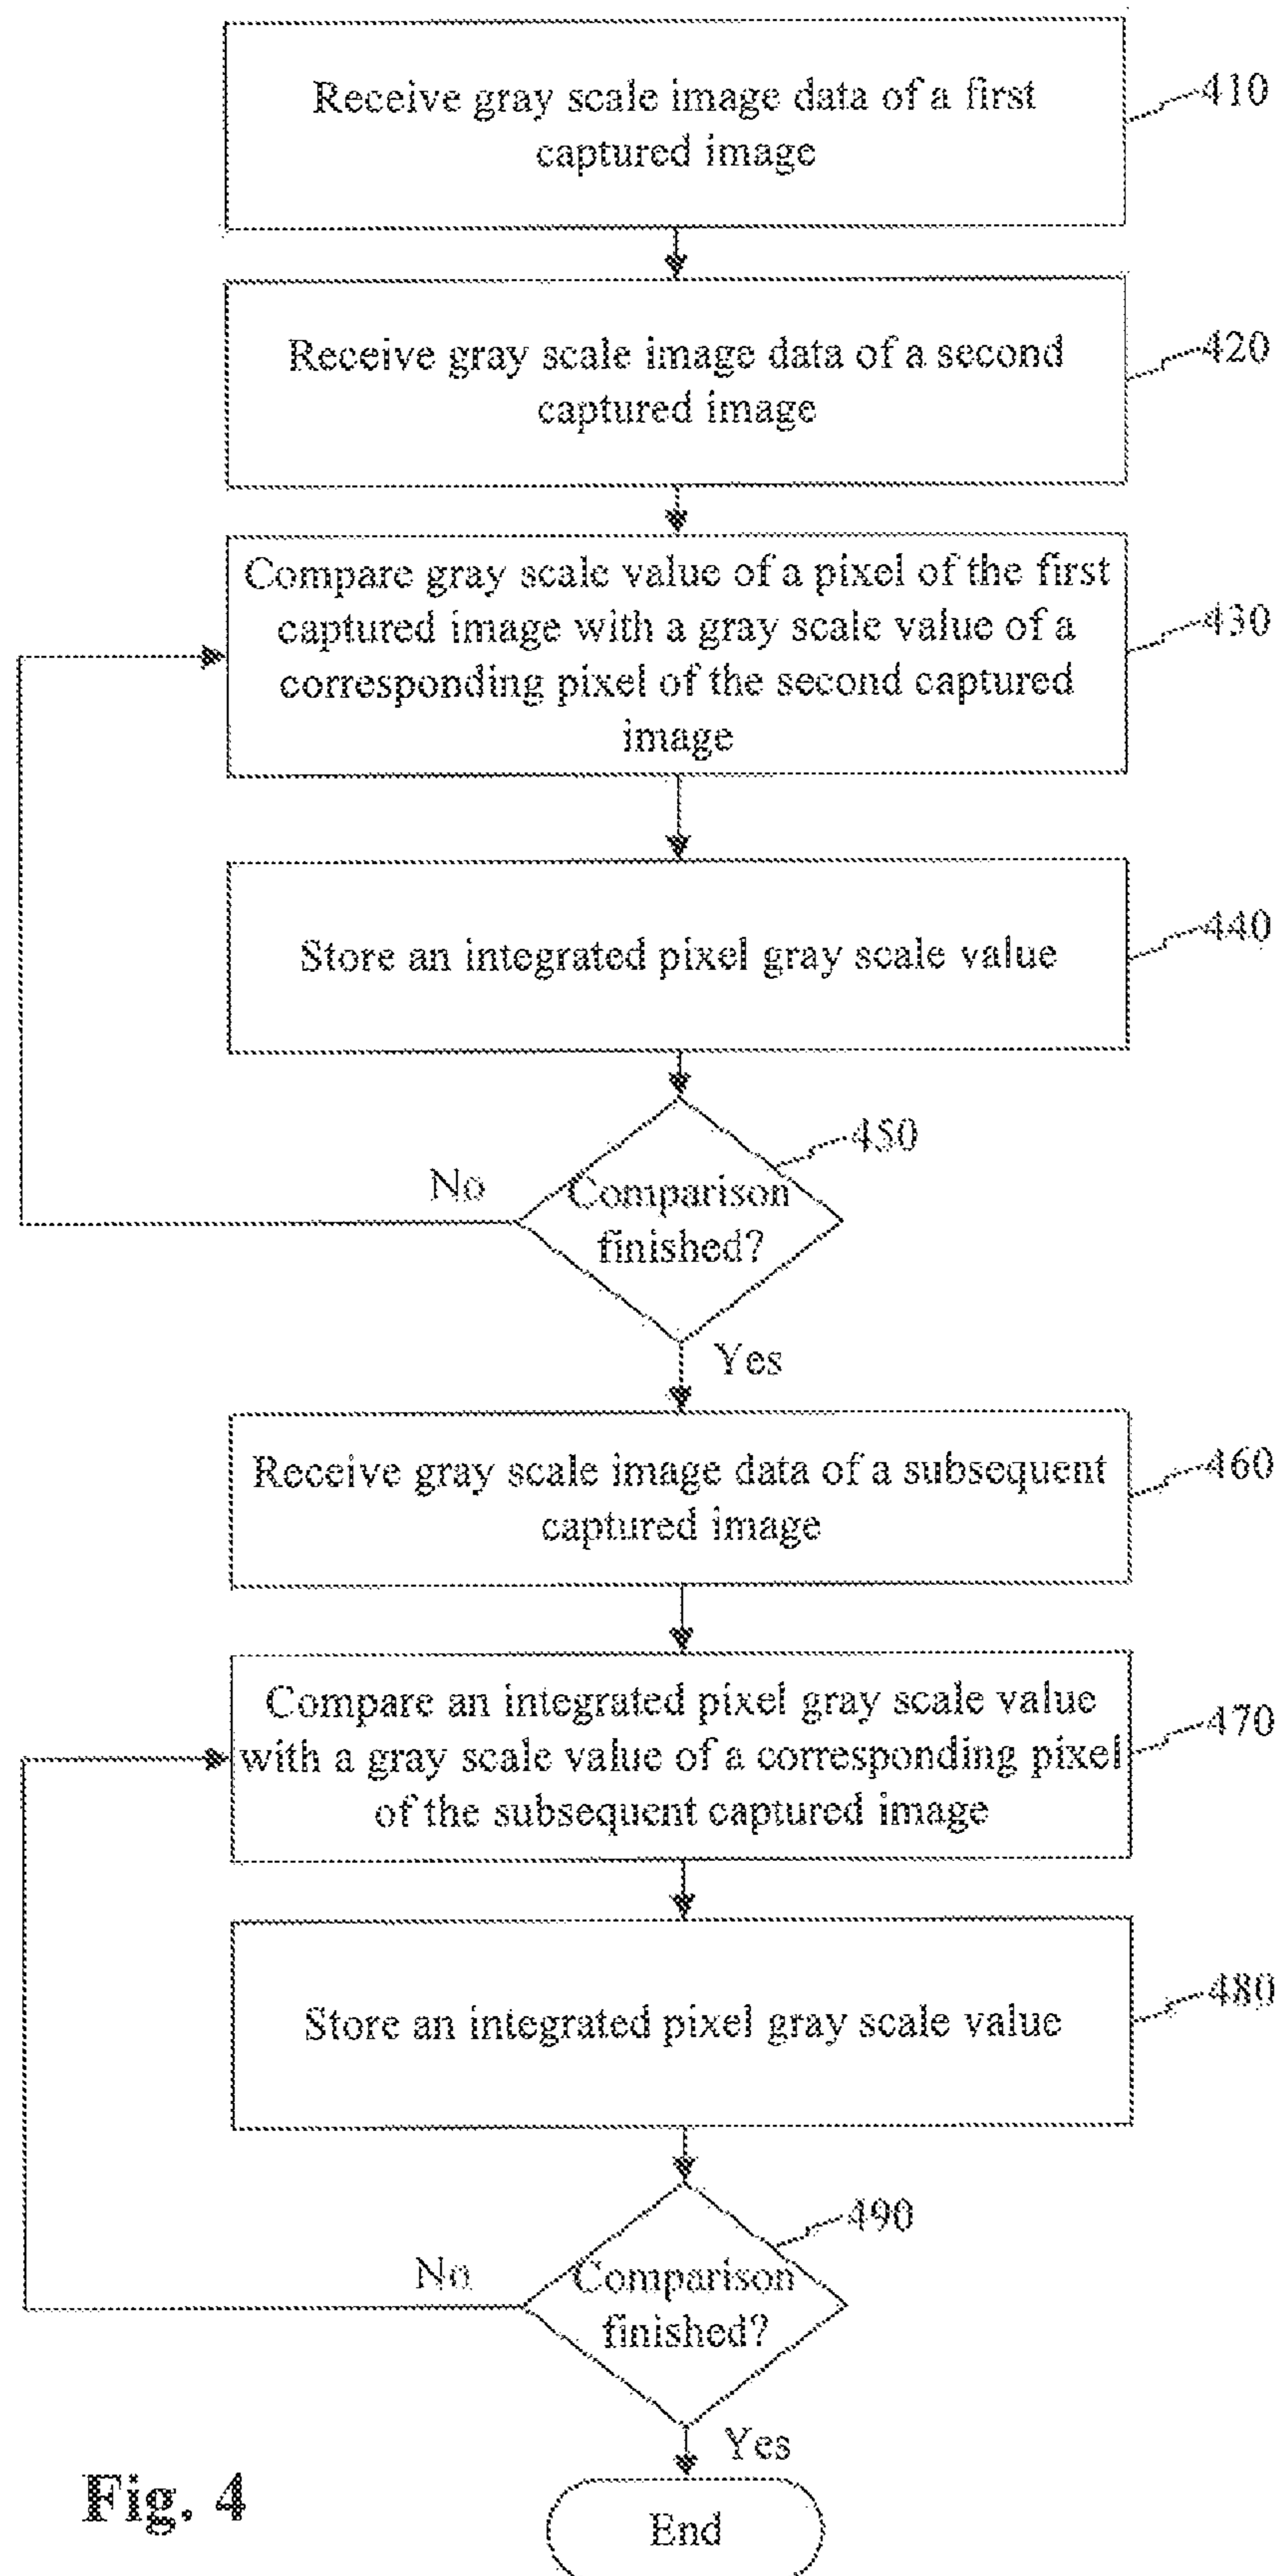 Receive gray scale image data of a first
captured image
410
Receive gray scale image data of a second
captured image
420
Compare gray scale value of a pixel of the first
captured image with a gray scale value of a
corresponding pixel of the second captured
image
430
Store an integrated pixel gray scale value
440
450
No
Comparison
finished?
Yes
Receive gray scale image data of a subsequent
captured image
460
Compare an integrated pixel gray scale value
with a gray scale value of a corresponding pixel
of the subsequent captured image
470
Store an integrated pixel gray scale value
480
490
No
Comparison
finished?
Yes
Fig. 4
End